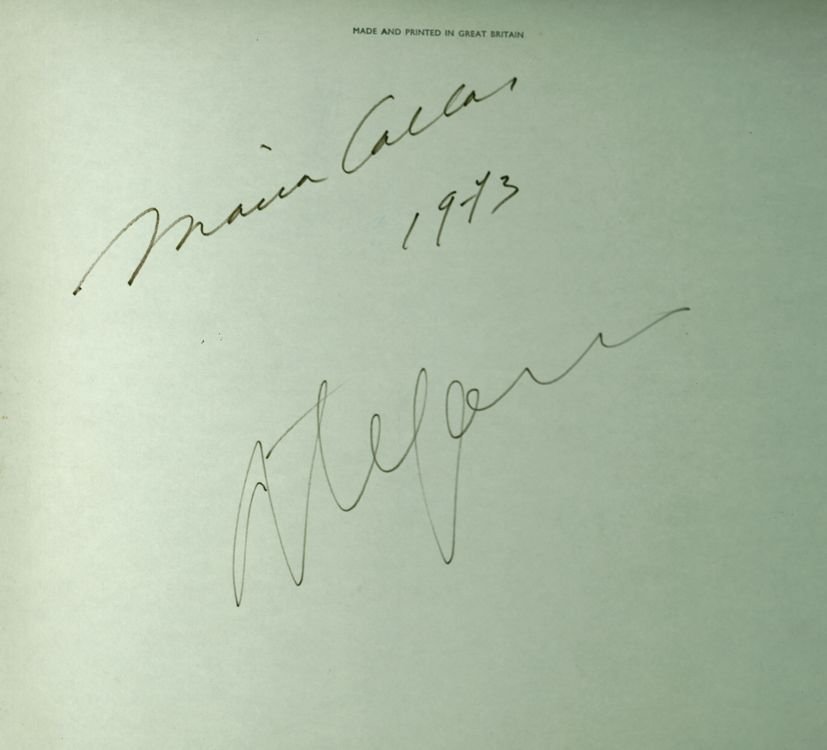 MADE AND PRINTED IN GREAT BRITAIN
Maria Callas
1973